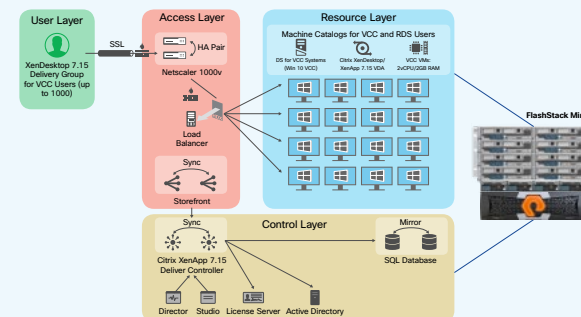 User Layer
XenDesktop 7.15
Delivery Group
for VCC Users (up
to 1000)
SSL
Access Layer
HA Pair
Netscaler 1000v
Load
Balancer
Sync
Storefront
Resource Layer
Machine Catalogs for VCC and RDS Users
DS for VCC Systems
(Win 10 VCC)
Citrix XenDesktop/
XenApp 7.15 VDA
VCC VMs:
2vCPU/2GB RAM
FlashStack Mini
Control Layer
Sync
Citrix XenApp 7.15
Deliver Controller
Mirror
SQL Database
Director
Studio
License Server
Active Directory